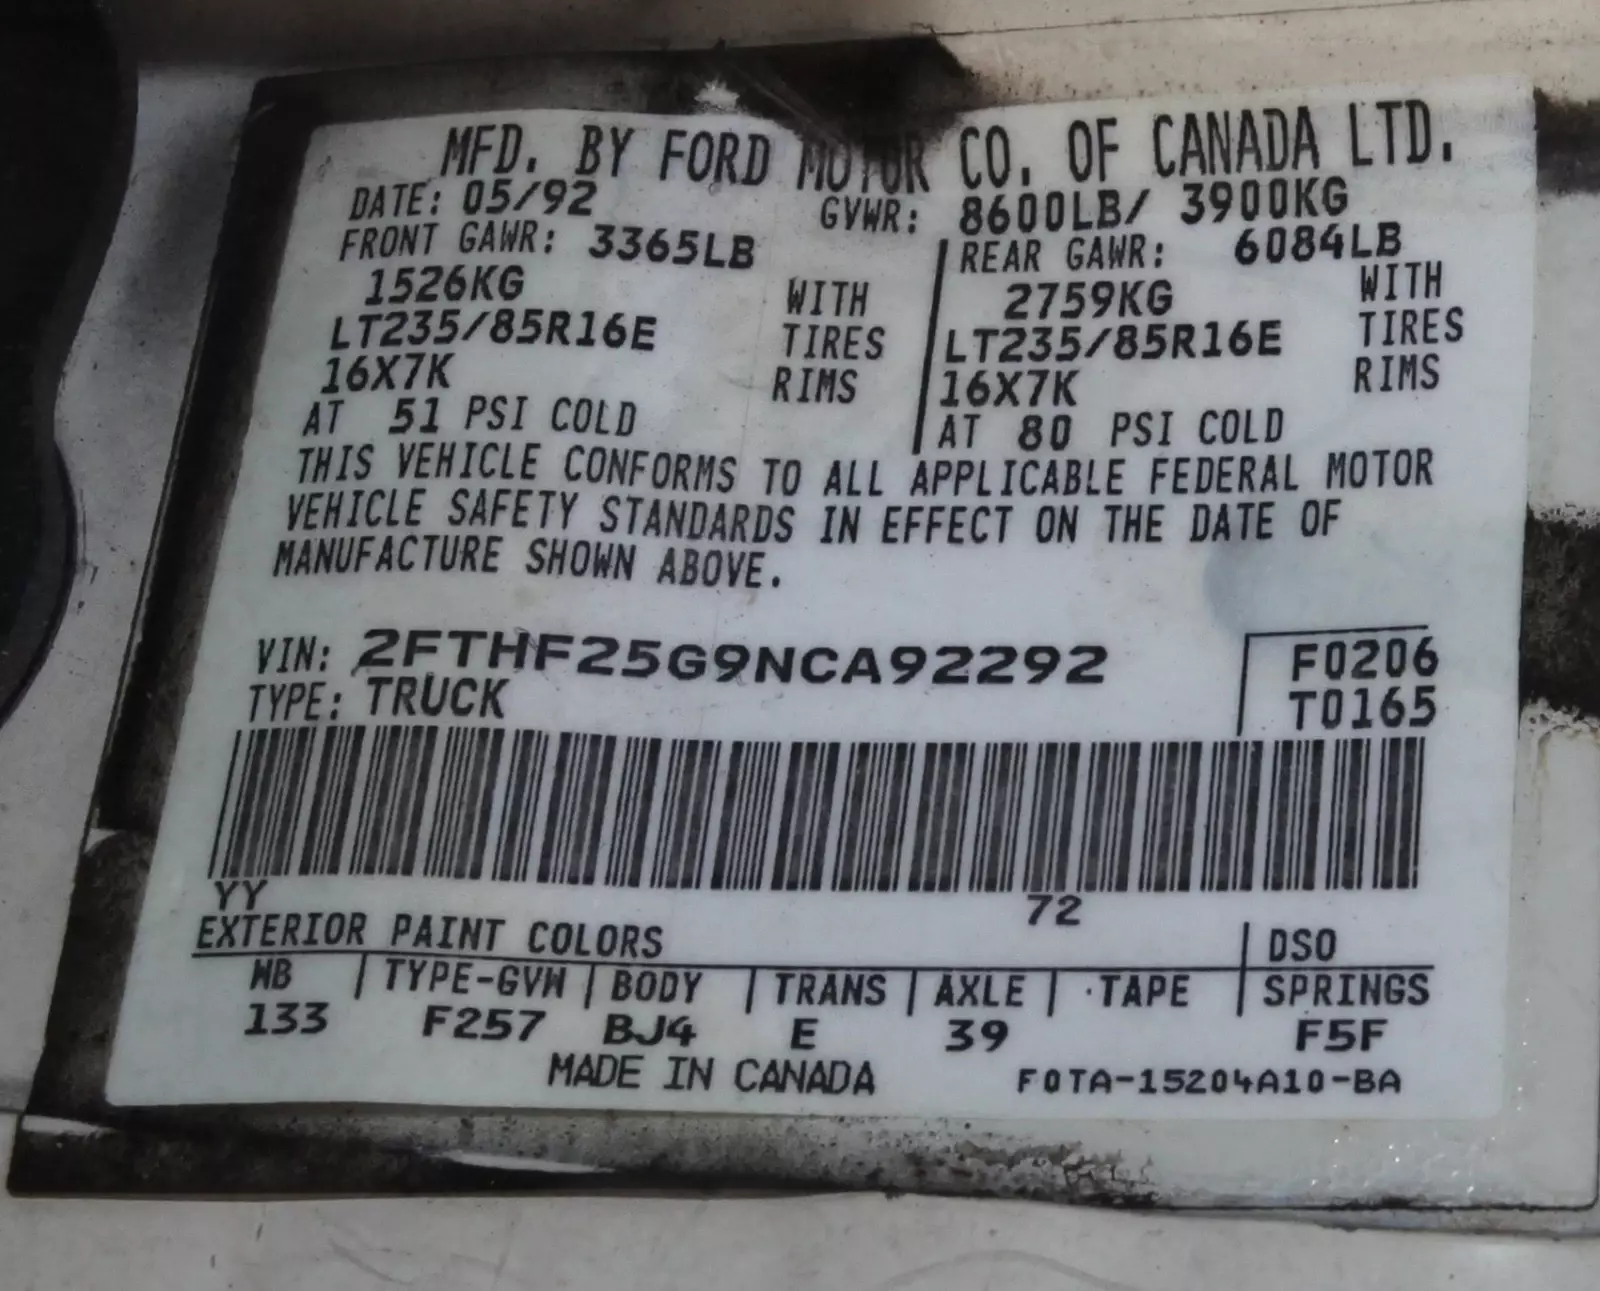 MFD. BY FORD MOTOR CO. OF CANADA LTD.
DATE: 05/92 GVWR: 8600LB/ 3900KG
FRONT GAWR: 3365LB REAR GAWR: 6084LB
1526KG WITH 2759KG WITH
LT235/85R16E TIRES LT235/85R16E TIRES
16X7K RIMS 16X7K RIMS
AT 51 PSI COLD AT 80 PSI COLD
THIS VEHICLE CONFORMS TO ALL APPLICABLE FEDERAL MOTOR
VEHICLE SAFETY STANDARDS IN EFFECT ON THE DATE OF
MANUFACTURE SHOWN ABOVE.
VIN: 2FTHF25G9NCA92292 F0206
TYPE: TRUCK T0165
YY 72
EXTERIOR PAINT COLORS DSO
WB TYPE-GVW BODY TRANS AXLE TAPE SPRINGS
133 F257 BJ4 E 39 F5F
MADE IN CANADA F0TA-15204A10-BA